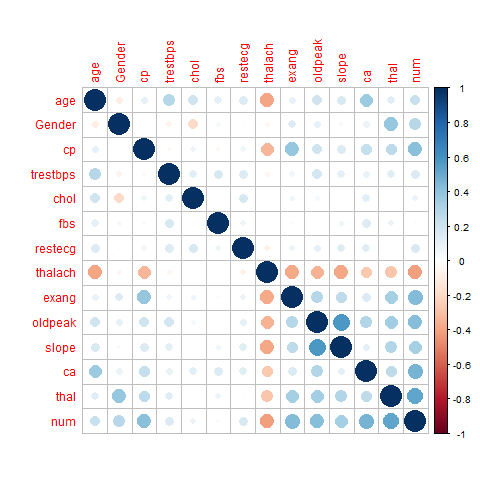 age
Gender
cp
trestbps
chol
fbs
restecg
thalach
exang
oldpeak
slope
ca
thal
num
age
Gender
cp
trestbps
chol
fbs
restecg
thalach
exang
oldpeak
slope
ca
thal
num
1
0.8
0.6
0.4
0.2
0
-0.2
-0.4
-0.6
-0.8
-1